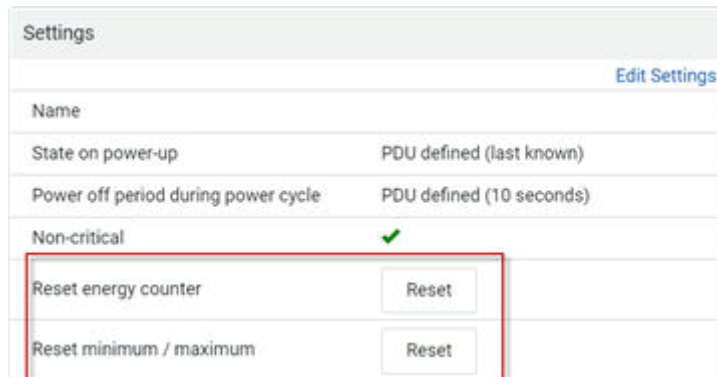 Settings
Edit Settings
Name
State on power-up PDU defined (last known)
Power off period during power cycle PDU defined (10 seconds)
Non-critical
Reset energy counter Reset
Reset minimum / maximum Reset